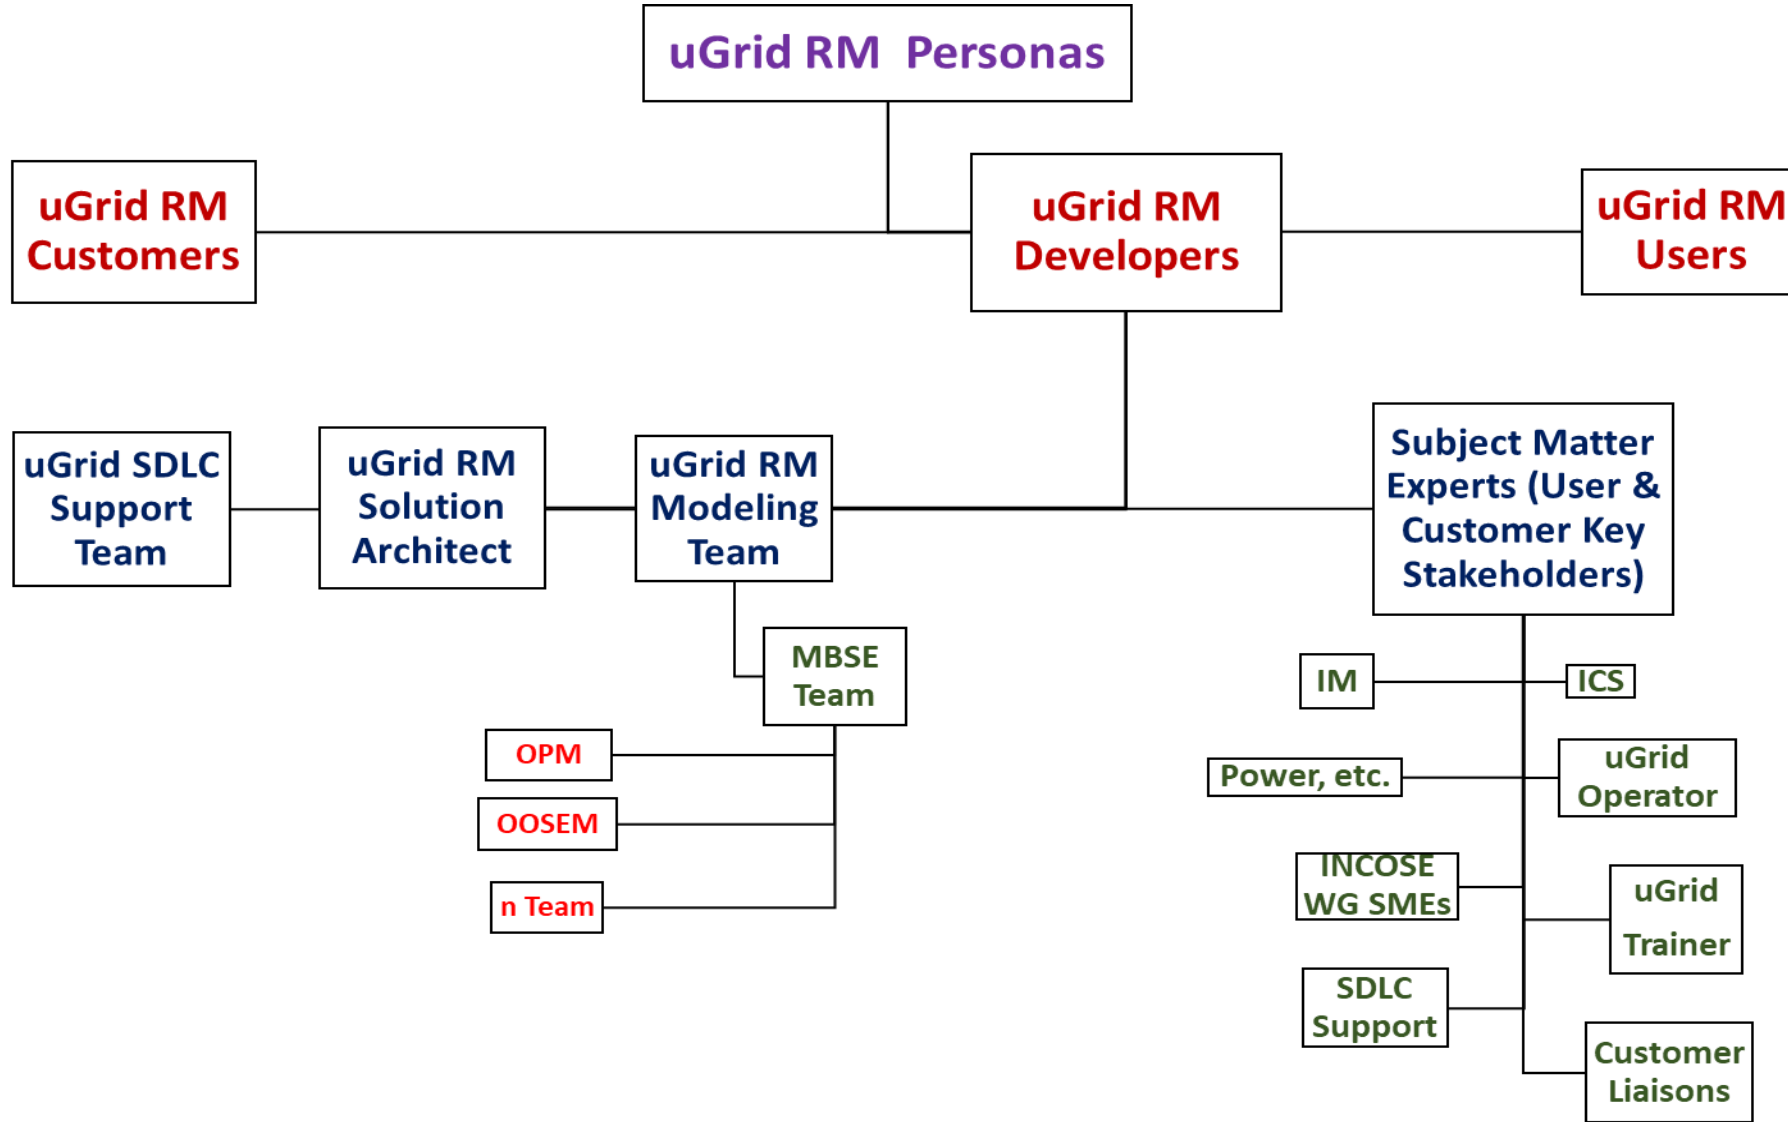 uGrid RM  Personas
uGrid RM
Customers
uGrid RM
Developers
uGrid RM
Users
uGrid SDLC
Support
Team
uGrid RM
Solution
Architect
uGrid RM
Modeling
Team
Subject Matter
Experts (User &
Customer Key
Stakeholders)
MBSE
Team
OPM
OOSEM
n Team
IM
ICS
Power, etc.
uGrid
Operator
INCOSE
WG SMEs
uGrid
Trainer
SDLC
Support
Customer
Liaisons